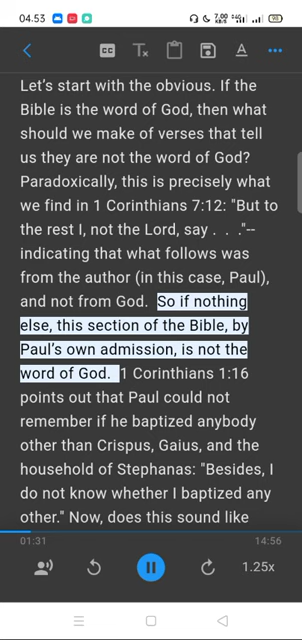 04.53
7,00
KB/S
90
CC
Let's start with the obvious. If the
Bible is the word of God, then what
should we make of verses that tell
us they are not the word of God?
Paradoxically, this is precisely what
we find in 1 Corinthians 7:12: "But to
the rest I, not the Lord, say . . ."--
indicating that what follows was
from the author (in this case, Paul),
and not from God. So if nothing
else, this section of the Bible, by
Paul's own admission, is not the
word of God. 1 Corinthians 1:16
points out that Paul could not
remember if he baptized anybody
other than Crispus, Gaius, and the
household of Stephanas: "Besides, I
do not know whether I baptized any
other." Now, does this sound like
01:31
14:56
1.25x